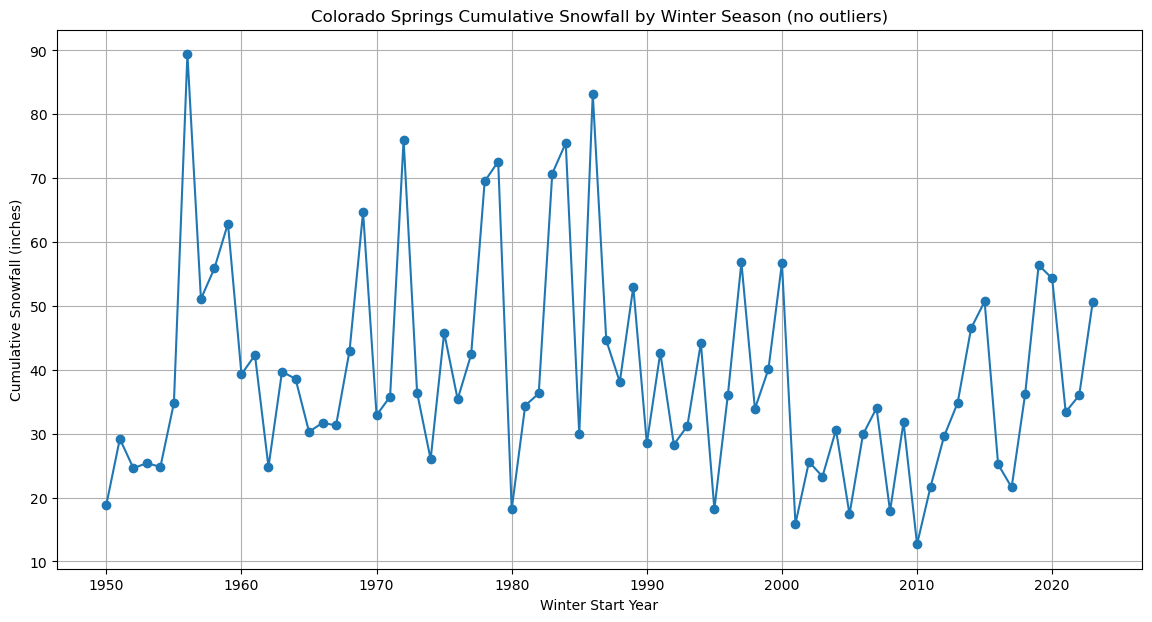 Colorado Springs Cumulative Snowfall by Winter Season (no outliers)
Cumulative Snowfall (inches)
90
80
70
60
50
40
30
20
10
1950 1960 1970 1980 1990 2000 2010 2020
Winter Start Year